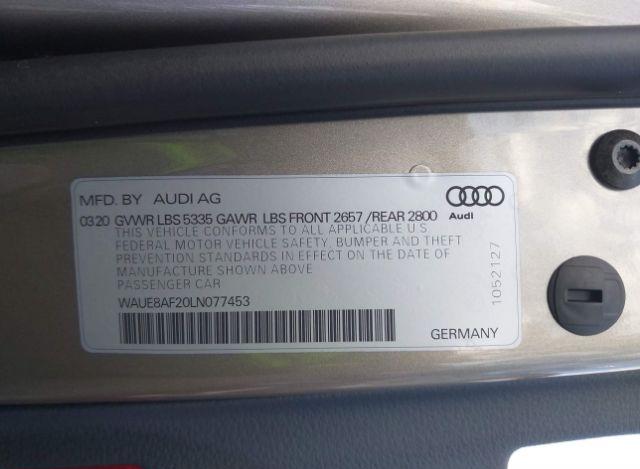 MFD. BY AUDI AG
03.20 GVWR LBS 5335 GAWR LBS FRONT 2657 /REAR 2800
THIS VEHICLE CONFORMS TO ALL APPLICABLE U S
FEDERAL MOTOR VEHICLE SAFETY, BUMPER AND THEFT
PREVENTION STANDARDS IN EFFECT ON THE DATE OF
MANUFACTURE SHOWN ABOVE
PASSENGER CAR
WAUE8AF20LN077453
GERMANY
Audi
1052127